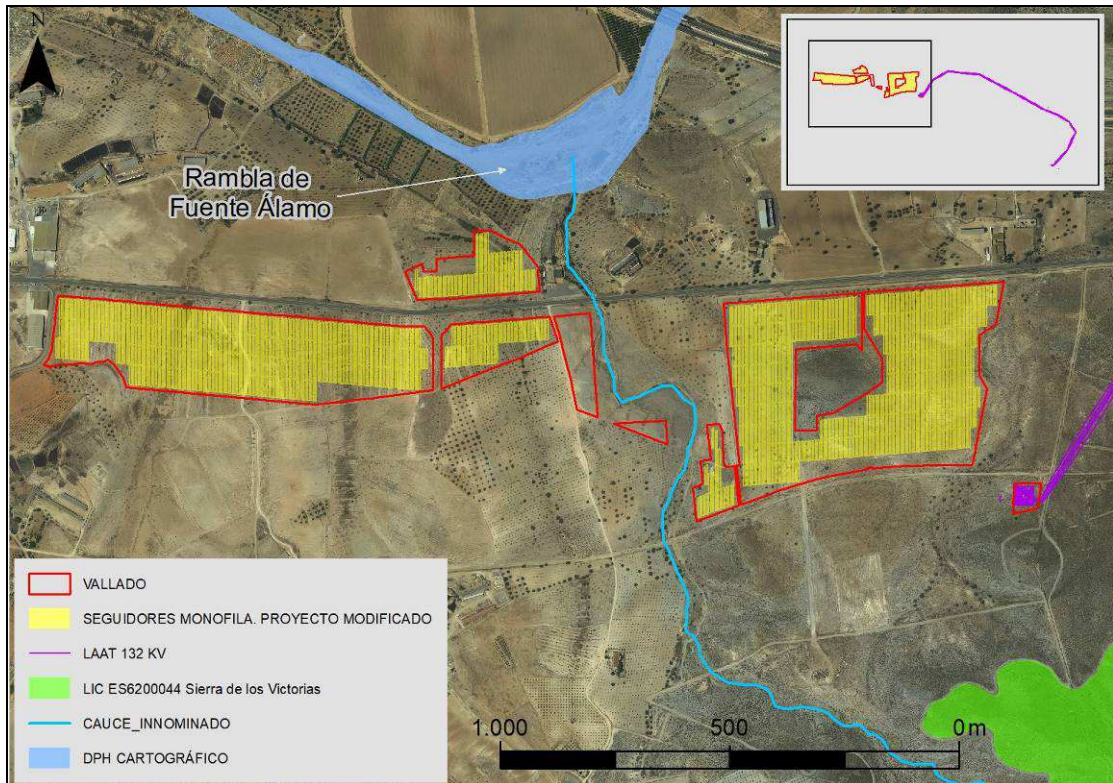 N
Rambla de
Fuente Álamo
VALLADO
SEGUIDORES MONOFILA. PROYECTO MODIFICADO
LAAT 132 KV
LIC ES6200044 Sierra de los Victorias
CAUCE_INNOMINADO
DPH CARTOGRÁFICO
1.000 500 0 m